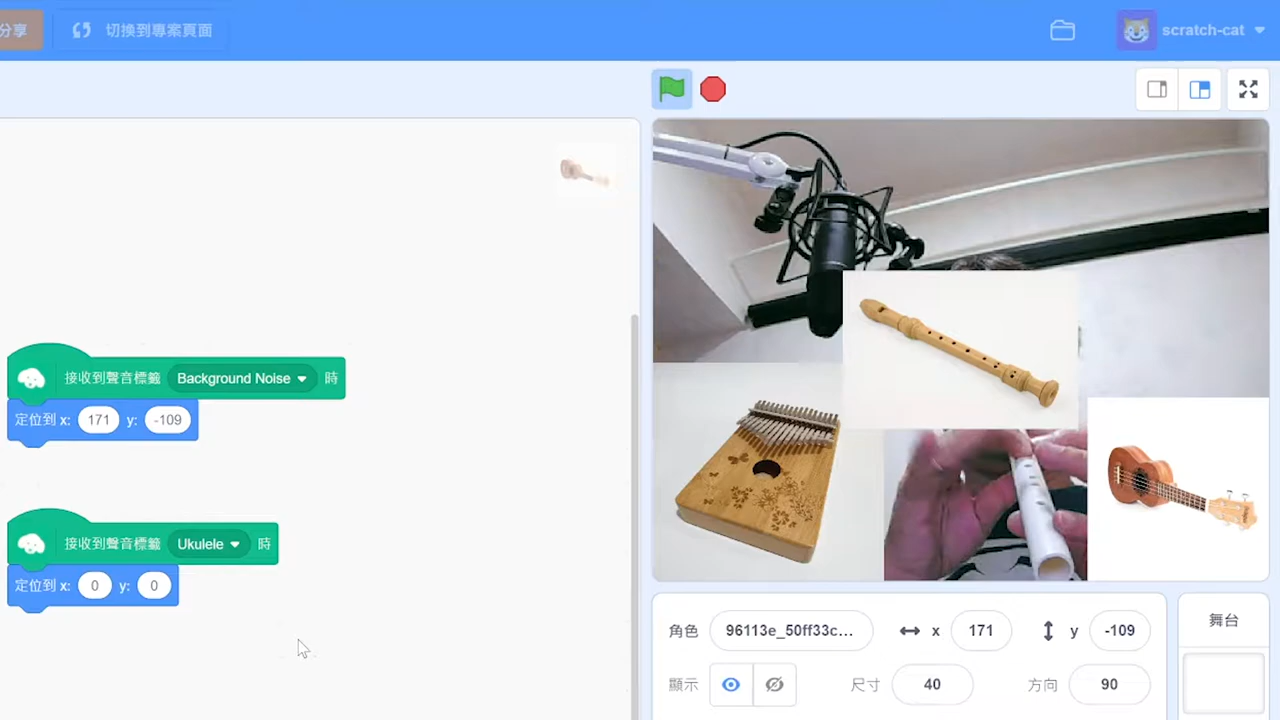 分享
切換到專案頁面
scratch-cat
接收到聲音標籤 Background Noise 時
定位到 x: 171 y: -109
接收到聲音標籤 Ukulele 時
定位到 x: 0 y: 0
角色 96113e_50ff33c... x 171 y -109
顯示 尺寸 40 方向 90
舞台